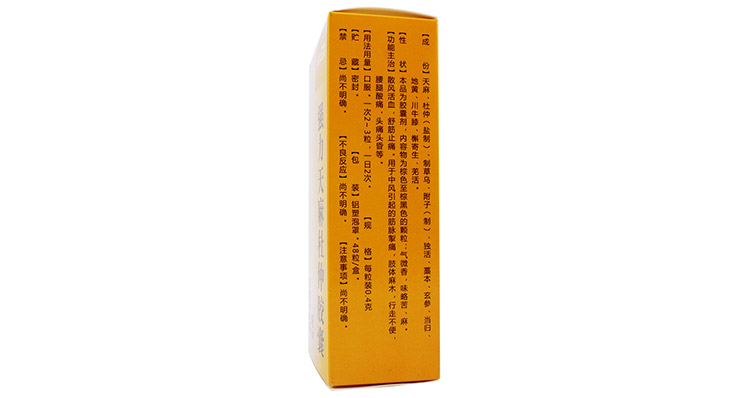 【成 份】天麻、杜仲（盐制）、制草乌、附子（制）、独活、藁本、玄参、当归、
地黄、川牛膝、槲寄生、羌活。
【性 状】本品为胶囊剂，内容物为棕色至棕黑色的颗粒；气微香，味略苦、麻。
【功能主治】散风活血，舒筋止痛。用于中风引起的筋脉掣痛，肢体麻木，行走不便，
腰腿酸痛，头痛头昏等。
【用法用量】口服。一次2~3粒，一日2次。 【规 格】每粒装0.4克
【贮 藏】密封。 【包 装】铝塑泡罩。48粒/盒。
【禁 忌】尚不明确。 【不良反应】尚不明确。 【注意事项】尚不明确。
强力天麻杜仲胶囊